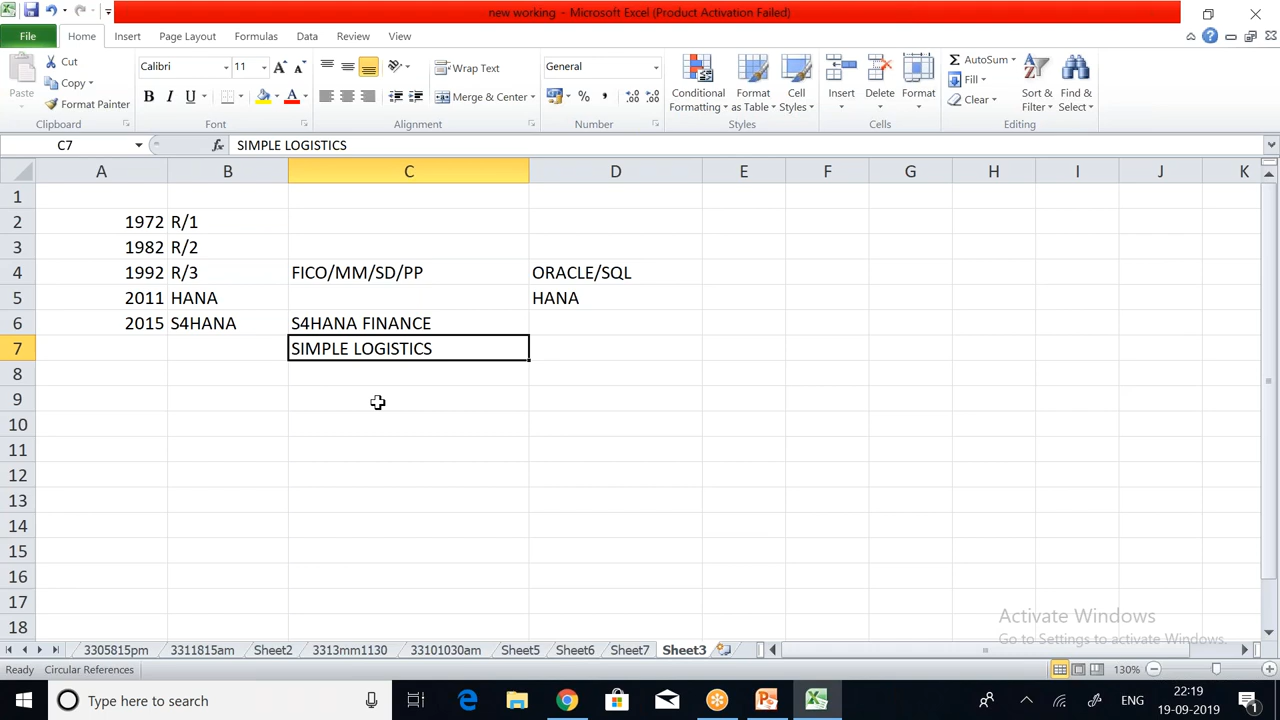 new working - Microsoft Excel (Product Activation Failed)
File Home Insert Page Layout Formulas Data Review View
Paste
Cut
Copy
Format Painter
Clipboard
Calibri 11
B I U
Font
Wrap Text
Merge & Center
Alignment
General
% ,
Number
Conditional Formatting
Format as Table
Cell Styles
Styles
Insert Delete Format
Cells
AutoSum
Fill
Clear
Sort & Filter
Find & Select
Editing
C7 fx SIMPLE LOGISTICS
A B C D E F G H I J K
1
2 1972 R/1
3 1982 R/2
4 1992 R/3 FICO/MM/SD/PP ORACLE/SQL
5 2011 HANA HANA
6 2015 S4HANA S4HANA FINANCE
7 SIMPLE LOGISTICS
8
9
10
11
12
13
14
15
16
17
18
Activate Windows
Go to Settings to activate Windows.
3305815pm 3311815am Sheet2 3313mm1130 33101030am Sheet5 Sheet6 Sheet7 Sheet3
Ready Circular References 130%
Type here to search
ENG
22:19
19-09-2019
1